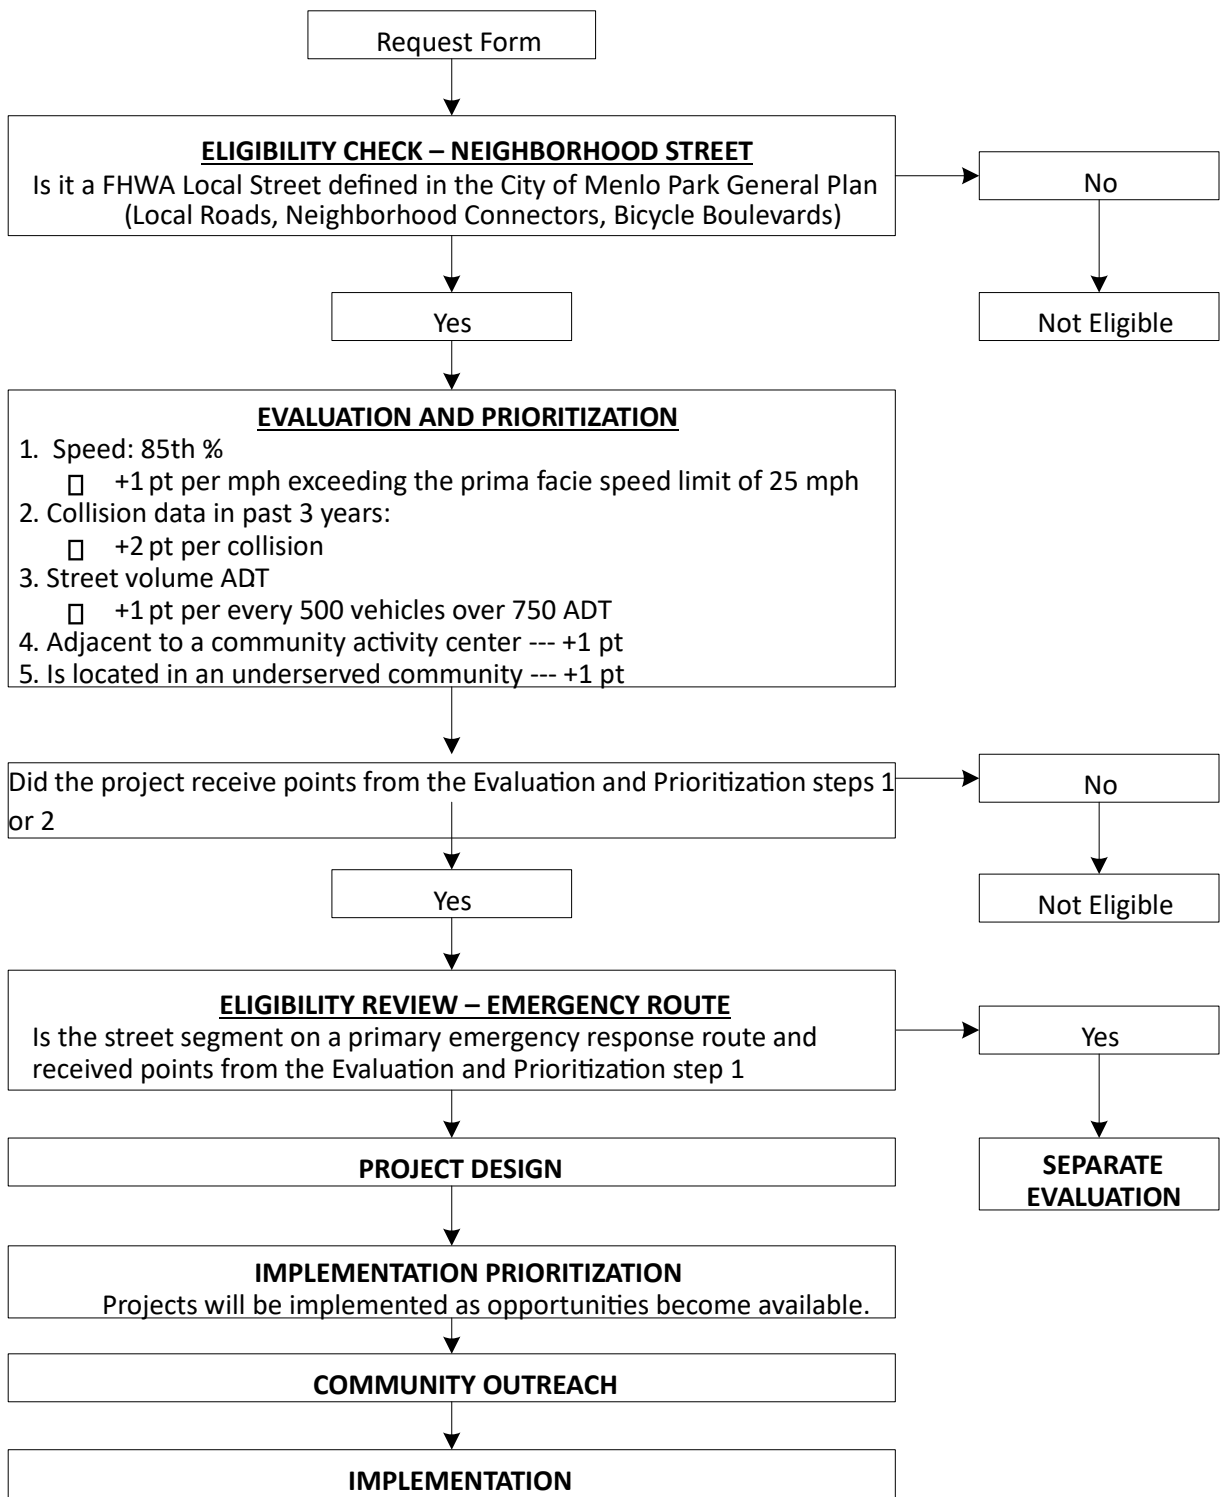 Request Form
ELIGIBILITY CHECK – NEIGHBORHOOD STREET
Is it a FHWA Local Street defined in the City of Menlo Park General Plan
(Local Roads, Neighborhood Connectors, Bicycle Boulevards)
No
Yes
Not Eligible
EVALUATION AND PRIORITIZATION
1. Speed: 85th %
+1 pt per mph exceeding the prima facie speed limit of 25 mph
2. Collision data in past 3 years:
+2 pt per collision
3. Street volume ADT
+1 pt per every 500 vehicles over 750 ADT
4. Adjacent to a community activity center --- +1 pt
5. Is located in an underserved community --- +1 pt
Did the project receive points from the Evaluation and Prioritization steps 1
or 2
No
Yes
Not Eligible
ELIGIBILITY REVIEW – EMERGENCY ROUTE
Is the street segment on a primary emergency response route and
received points from the Evaluation and Prioritization step 1
Yes
PROJECT DESIGN
SEPARATE
EVALUATION
IMPLEMENTATION PRIORITIZATION
Projects will be implemented as opportunities become available.
COMMUNITY OUTREACH
IMPLEMENTATION